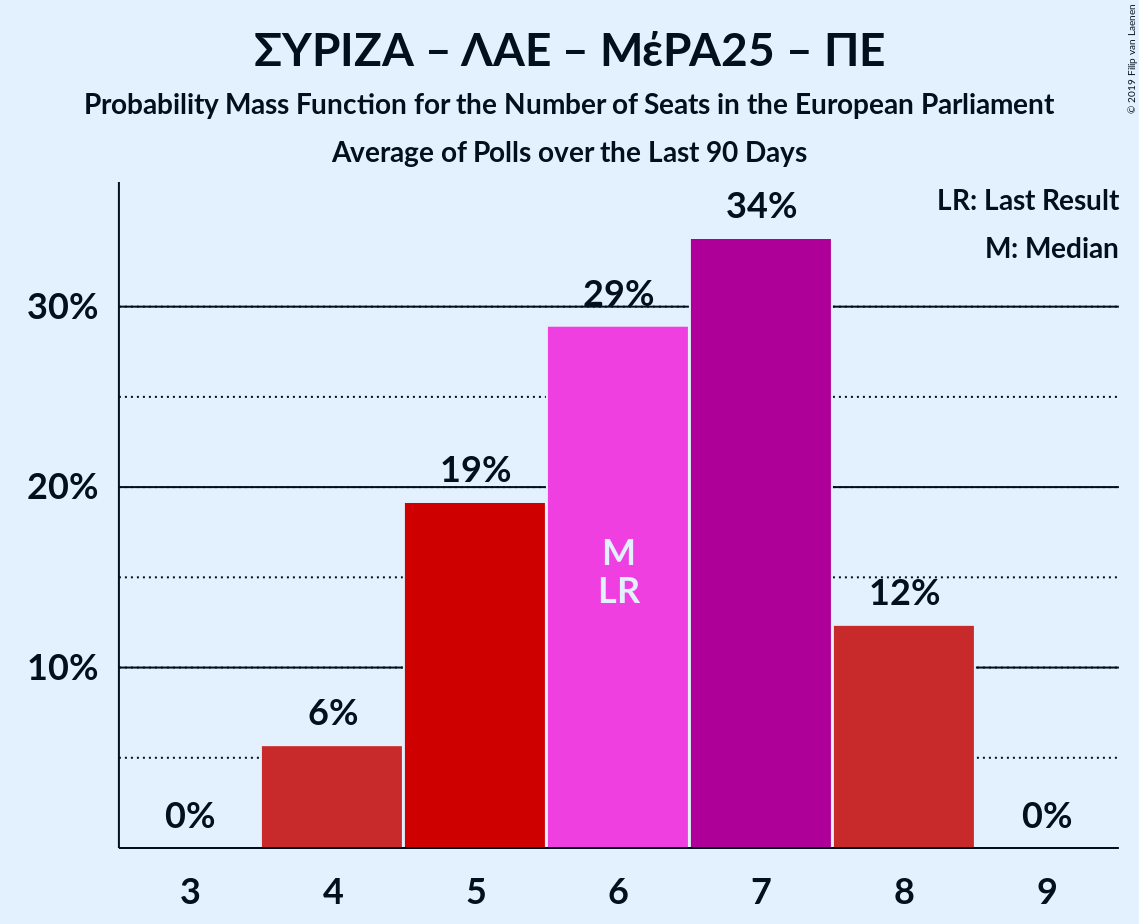 ΣΥΡΙΖΑ – ΛΑΕ – ΜέΡΑ25 – ΠΕ
Probability Mass Function for the Number of Seats in the European Parliament
Average of Polls over the Last 90 Days
© 2019 Filip van Laenen
LR: Last Result
M: Median
34%
29%
30%
19%
20%
M
LR
12%
10%
6%
0%
0%
3 4 5 6 7 8 9